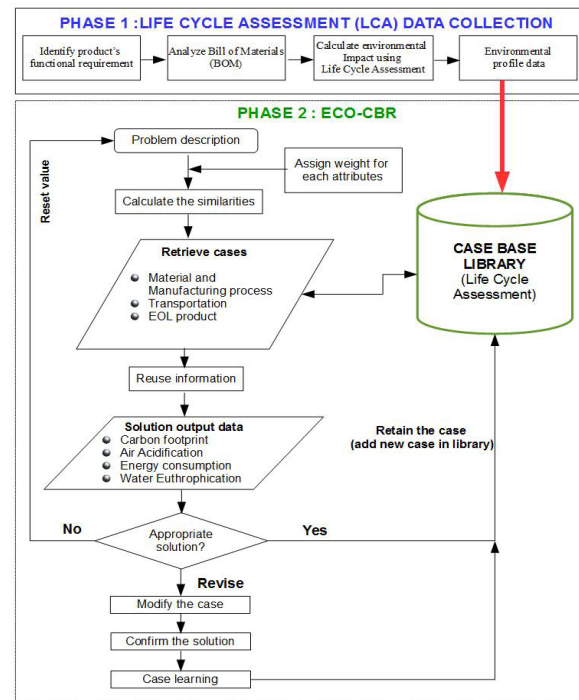 PHASE 1 :LIFE CYCLE ASSESSMENT (LCA) DATA COLLECTION
Identify product's
functional requirement
Analyze Bill of Materials
(BOM)
Calculate environmental
Impact using
Life Cycle Assessment
Environmental
profile data
PHASE 2 : ECO-CBR
Problem description
Reset value
Assign weight for
each attributes
Calculate the similarities
Retrieve cases
Material and
Manufacturing process
Transportation
EOL product
CASE BASE
LIBRARY
(Life Cycle
Assessment)
Reuse information
Solution output data
Carbon footprint
Air Acidification
Energy consumption
Water Euthrophication
Retain the case
(add new case in library)
No
Appropriate
solution?
Yes
Revise
Modify the case
Confirm the solution
Case learning